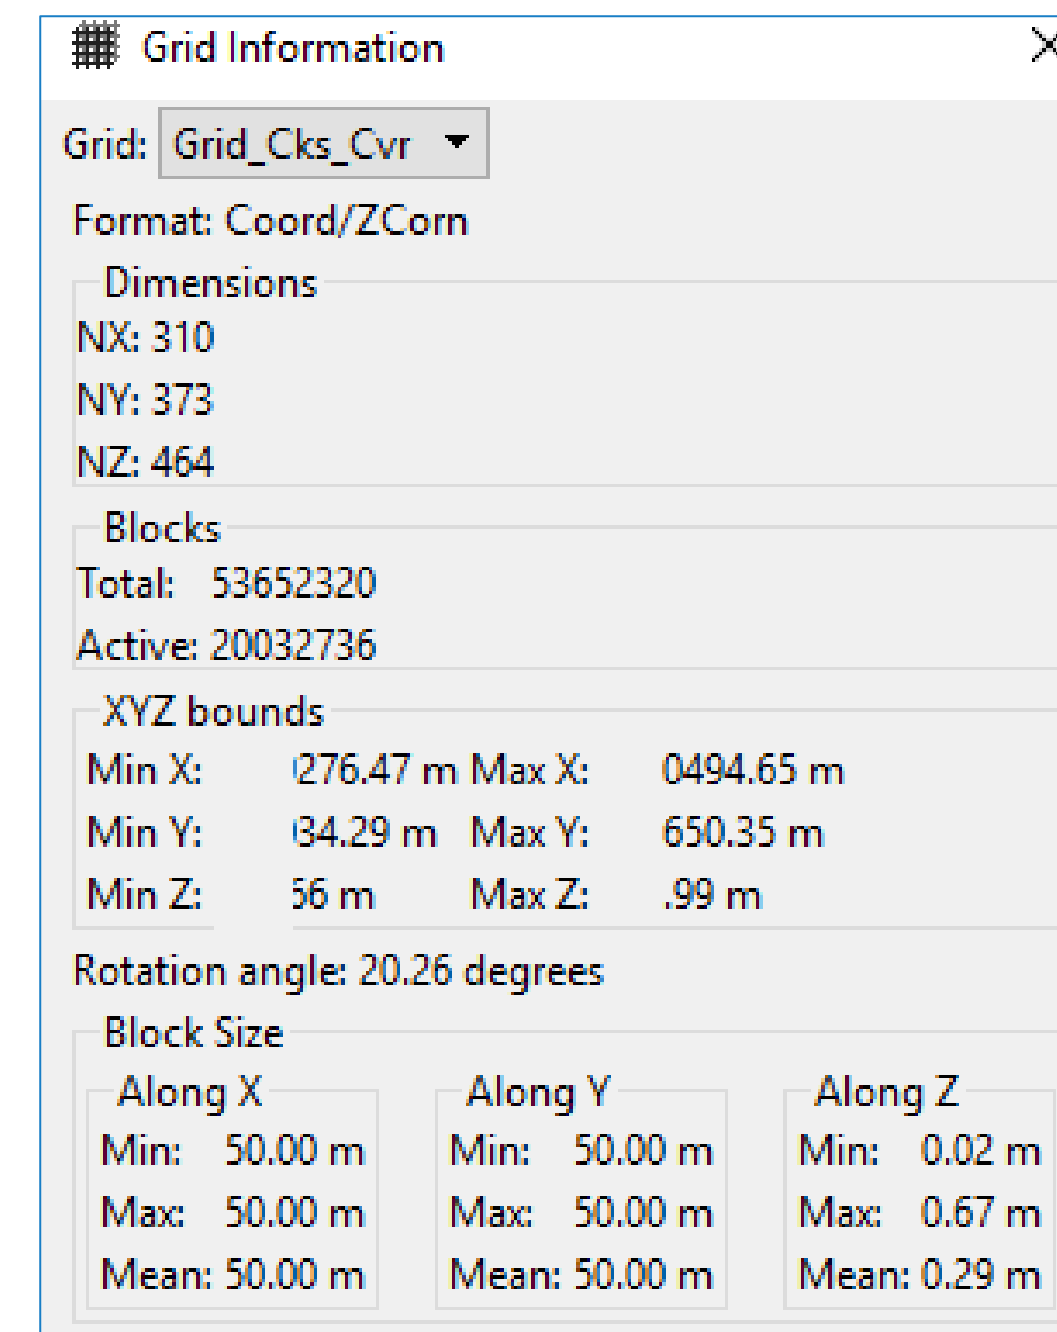 Grid Information
Grid: Grid_Cks_Cvr
Format: Coord/ZCorn
Dimensions
NX: 310
NY: 373
NZ: 464
Blocks
Total: 53652320
Active: 20032736
XYZ bounds
Min X: 276.47 m Max X: 0494.65 m
Min Y: 34.29 m Max Y: 650.35 m
Min Z: 56 m Max Z: .99 m
Rotation angle: 20.26 degrees
Block Size
Along X Along Y Along Z
Min: 50.00 m Min: 50.00 m Min: 0.02 m
Max: 50.00 m Max: 50.00 m Max: 0.67 m
Mean: 50.00 m Mean: 50.00 m Mean: 0.29 m